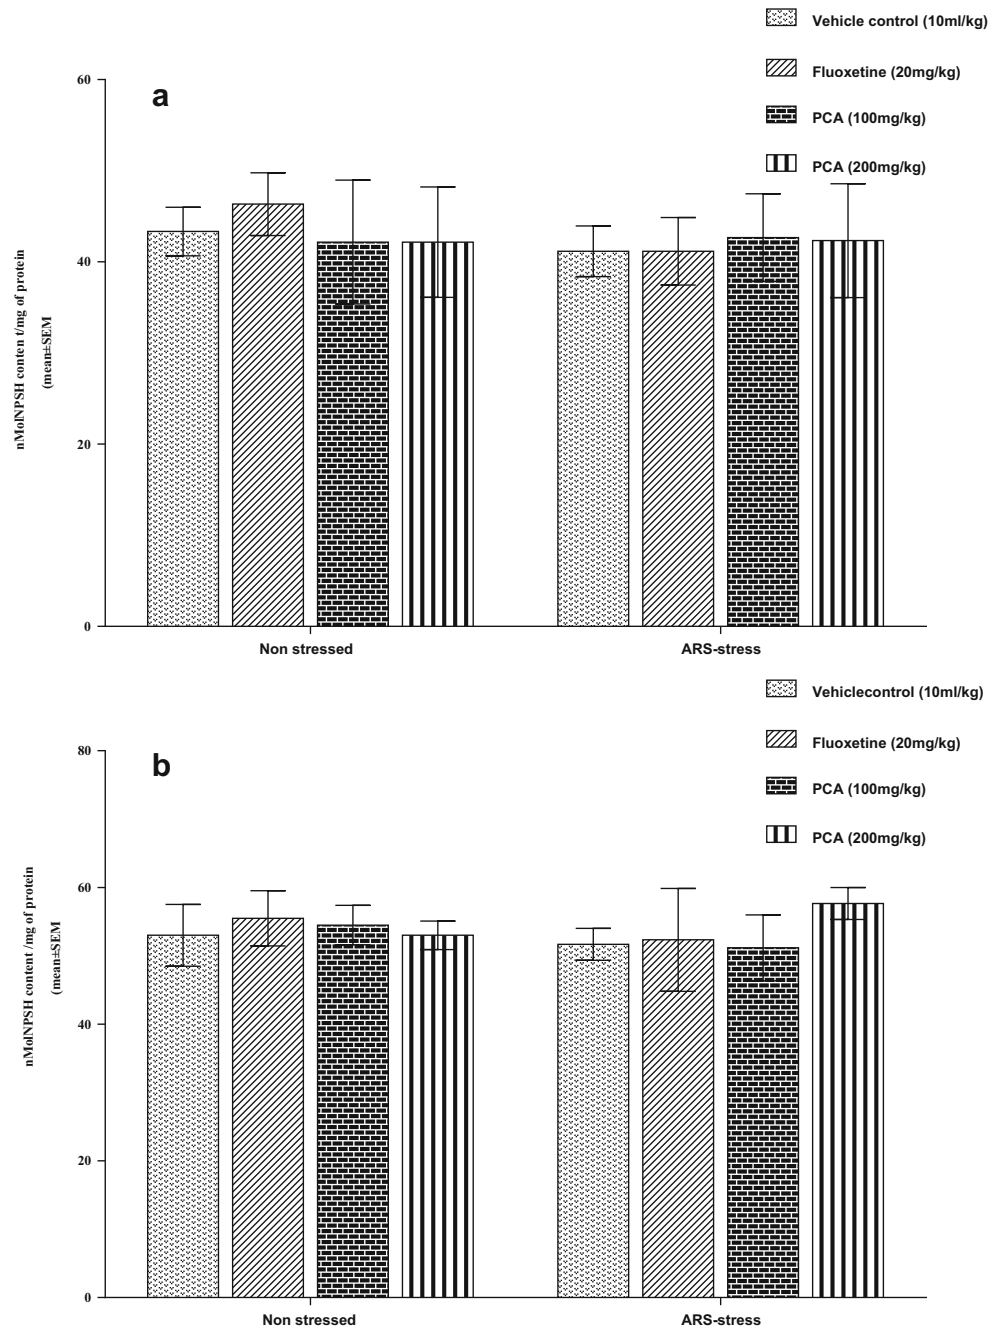 Vehicle control (10ml/kg)
Fluoxetine (20mg/kg)
PCA (100mg/kg)
PCA (200mg/kg)
a
60
40
20
0
nMolNPSH conten t/mg of protein
(mean±SEM
Non stressed
ARS-stress
Vehiclecontrol (10ml/kg)
Fluoxetine (20mg/kg)
PCA (100mg/kg)
PCA (200mg/kg)
b
80
60
40
20
0
nMolNPSH content /mg of protein
(mean±SEM
Non stressed
ARS-stress